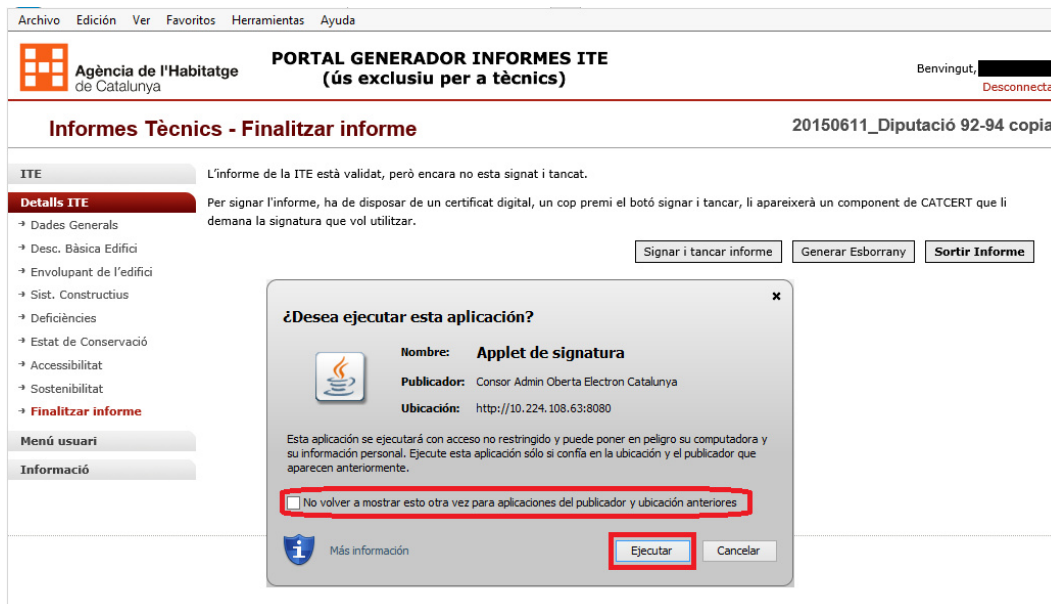 Archivo Edición Ver Favoritos Herramientas Ayuda
Agència de l'Habitatge
de Catalunya
PORTAL GENERADOR INFORMES ITE
(ús exclusiu per a tècnics)
Benvingut,
Desconnecta
Informes Tècnics - Finalitzar informe
20150611_Diputació 92-94 copia
ITE
Detalls ITE
Dades Generals
Desc. Bàsica Edifici
Envolupant de l'edifici
Sist. Constructius
Deficiències
Estat de Conservació
Accessibilitat
Sostenibilitat
Finalitzar informe
Menú usuari
Informació
L'informe de la ITE està validat, però encara no esta signat i tancat.
Per signar l'informe, ha de disposar de un certificat digital, un cop premi el botó signar i tancar, li apareixerà un component de CATCERT que li
demana la signatura que vol utilitzar.
Signar i tancar informe
Generar Esborrany
Sortir Informe
¿Desea ejecutar esta aplicación?
Nombre: Applet de signatura
Publicador: Consor Admin Oberta Electron Catalunya
Ubicación: http://10.224.108.63:8080
Esta aplicación se ejecutará con acceso no restringido y puede poner en peligro su computadora y
su información personal. Ejecute esta aplicación sólo si confía en la ubicación y el publicador que
aparecen anteriormente.
No volver a mostrar esto otra vez para aplicaciones del publicador y ubicación anteriores
Más información
Ejecutar
Cancelar